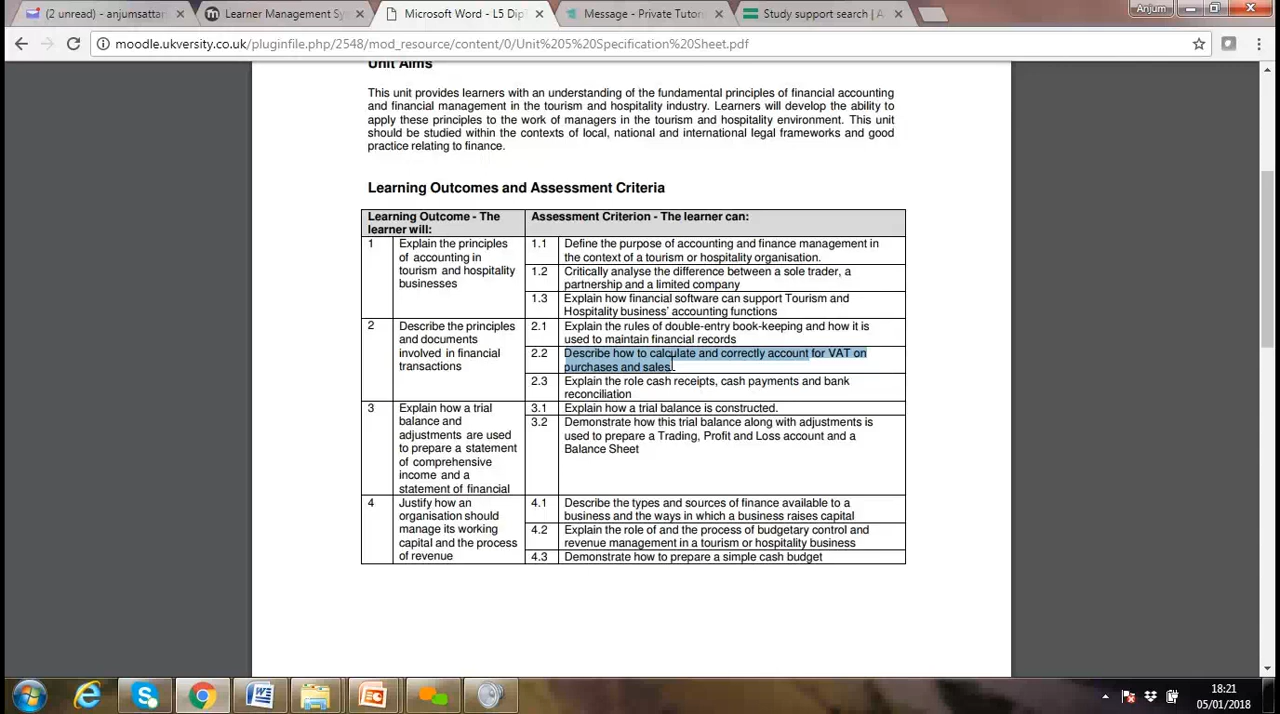 (2 unread) - anjumsattar
Learner Management Sy
Microsoft Word - L5 Dip
Message - Private Tutor
Study support search | A
Anjum
moodle.ukversity.co.uk/pluginfile.php/2548/mod_resource/content/0/Unit%205%20Specification%20Sheet.pdf
Unit Aims
This unit provides learners with an understanding of the fundamental principles of financial accounting
and financial management in the tourism and hospitality industry. Learners will develop the ability to
apply these principles to the work of managers in the tourism and hospitality environment. This unit
should be studied within the contexts of local, national and international legal frameworks and good
practice relating to finance.
Learning Outcomes and Assessment Criteria
Learning Outcome - The
learner will:
Assessment Criterion - The learner can:
1
Explain the principles
of accounting in
tourism and hospitality
businesses
1.1 Define the purpose of accounting and finance management in
the context of a tourism or hospitality organisation.
1.2 Critically analyse the difference between a sole trader, a
partnership and a limited company
1.3 Explain how financial software can support Tourism and
Hospitality business' accounting functions
2
Describe the principles
and documents
involved in financial
transactions
2.1 Explain the rules of double-entry book-keeping and how it is
used to maintain financial records
2.2 Describe how to calculate and correctly account for VAT on
purchases and sales.
2.3 Explain the role cash receipts, cash payments and bank
reconciliation
3
Explain how a trial
balance and
adjustments are used
to prepare a statement
of comprehensive
income and a
statement of financial
3.1 Explain how a trial balance is constructed.
3.2 Demonstrate how this trial balance along with adjustments is
used to prepare a Trading, Profit and Loss account and a
Balance Sheet
4
Justify how an
organisation should
manage its working
capital and the process
of revenue
4.1 Describe the types and sources of finance available to a
business and the ways in which a business raises capital
4.2 Explain the role of and the process of budgetary control and
revenue management in a tourism or hospitality business
4.3 Demonstrate how to prepare a simple cash budget
18:21
05/01/2018